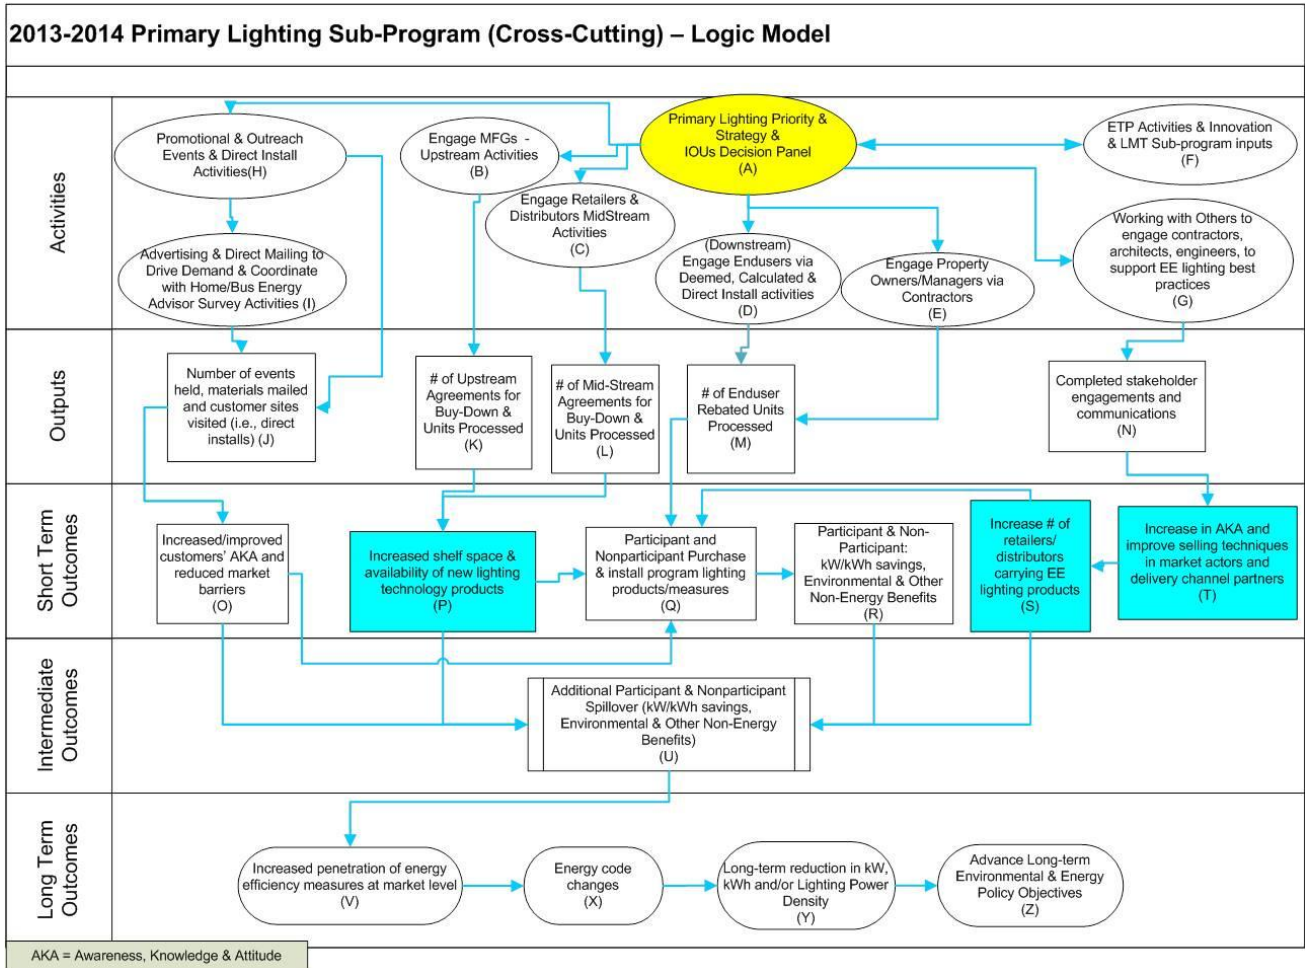 2013-2014 Primary Lighting Sub-Program (Cross-Cutting) – Logic Model
Activities
Promotional & Outreach
Events & Direct Install
Activities(H)
Engage MFGs -
Upstream Activities
(B)
Primary Lighting Priority &
Strategy &
IOUs Decision Panel
(A)
ETP Activities & Innovation
& LMT Sub-program inputs
(F)
Engage Retailers &
Distributors MidStream
Activities
(C)
Advertising & Direct Mailing to
Drive Demand & Coordinate
with Home/Bus Energy
Advisor Survey Activities (I)
(Downstream)
Engage Endusers via
Deemed, Calculated &
Direct Install activities
(D)
Engage Property
Owners/Managers via
Contractors
(E)
Working with Others to
engage contractors,
architects, engineers, to
support EE lighting best
practices
(G)
Outputs
Number of events
held, materials mailed
and customer sites
visited (i.e., direct
installs) (J)
# of Upstream
Agreements for
Buy-Down &
Units Processed
(K)
# of Mid-Stream
Agreements for
Buy-Down &
Units Processed
(L)
# of Enduser
Rebated Units
Processed
(M)
Completed stakeholder
engagements and
communications
(N)
Short Term
Outcomes
Increased/improved
customers' AKA and
reduced market
barriers
(O)
Increased shelf space &
availability of new lighting
technology products
(P)
Participant and
Nonparticipant Purchase
& install program lighting
products/measures
(Q)
Participant & Non-
Participant:
kW/kWh savings,
Environmental & Other
Non-Energy Benefits
(R)
Increase # of
retailers/
distributors
carrying EE
lighting products
(S)
Increase in AKA and
improve selling techniques
in market actors and
delivery channel partners
(T)
Intermediate
Outcomes
Additional Participant & Nonparticipant
Spillover (kW/kWh savings,
Environmental & Other Non-Energy
Benefits)
(U)
Long Term
Outcomes
Increased penetration of energy
efficiency measures at market level
(V)
Energy code
changes
(X)
Long-term reduction in kW,
kWh and/or Lighting Power
Density
(Y)
Advance Long-term
Environmental & Energy
Policy Objectives
(Z)
AKA = Awareness, Knowledge & Attitude